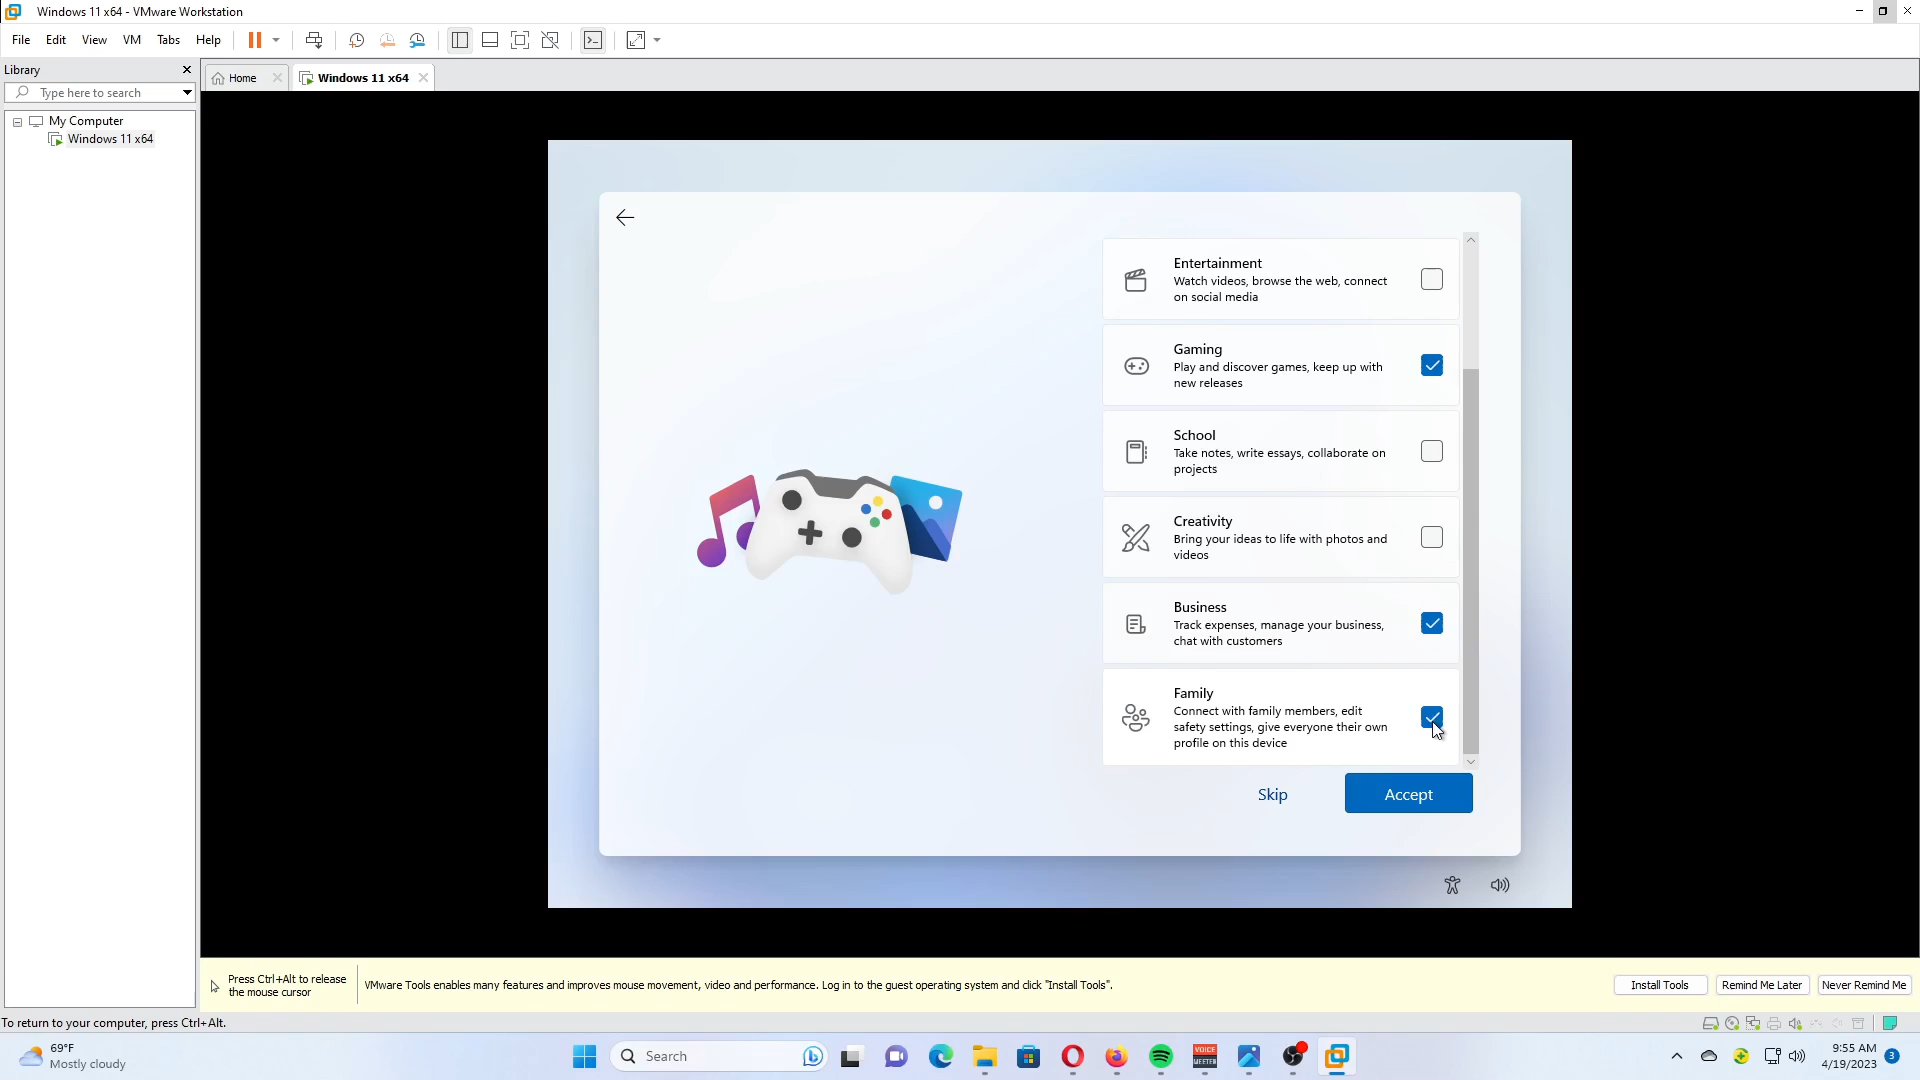 Windows 11 x64 - VMware Workstation
File Edit View VM Tabs Help
Library
Type here to search
My Computer
Windows 11 x64
Home
Windows 11 x64
Entertainment
Watch videos, browse the web, connect
on social media
Gaming
Play and discover games, keep up with
new releases
School
Take notes, write essays, collaborate on
projects
Creativity
Bring your ideas to life with photos and
videos
Business
Track expenses, manage your business,
chat with customers
Family
Connect with family members, edit
safety settings, give everyone their own
profile on this device
Skip
Accept
Press Ctrl+Alt to release
the mouse cursor
VMware Tools enables many features and improves mouse movement, video and performance. Log in to the guest operating system and click "Install Tools".
Install Tools
Remind Me Later
Never Remind Me
To return to your computer, press Ctrl+Alt.
69°F
Mostly cloudy
Search
VOICE
MEETER
9:55 AM
4/19/2023
3